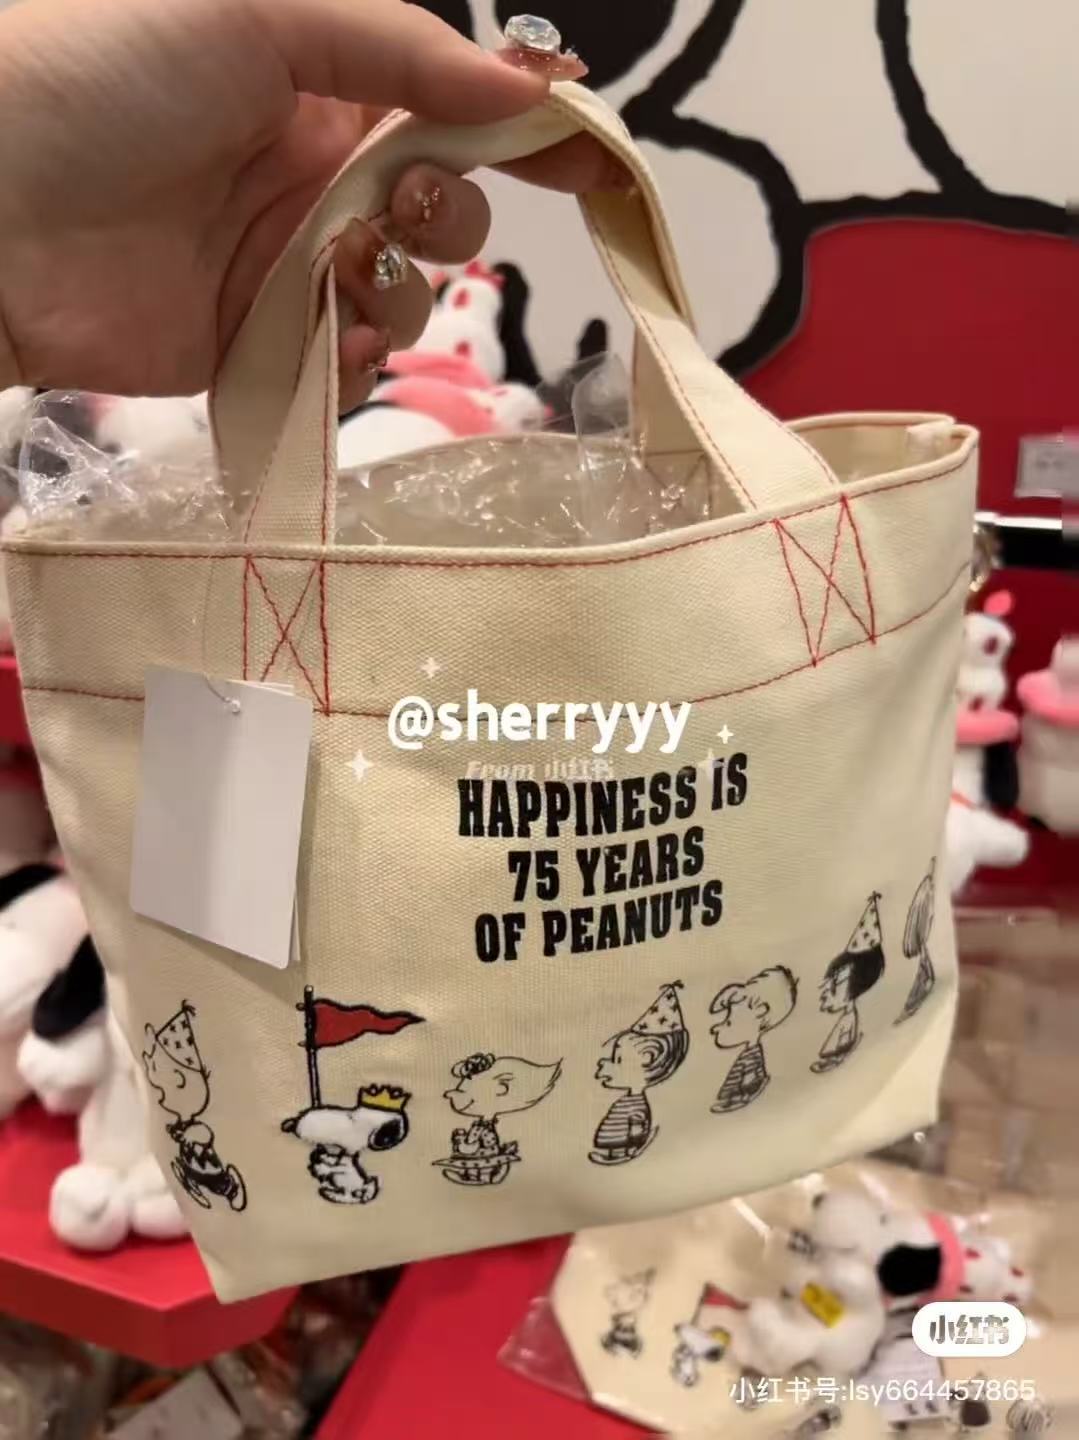 @sherryyy
From 小红书
HAPPINESS IS
75 YEARS
OF PEANUTS
小红书
小红书号:lsy664457865